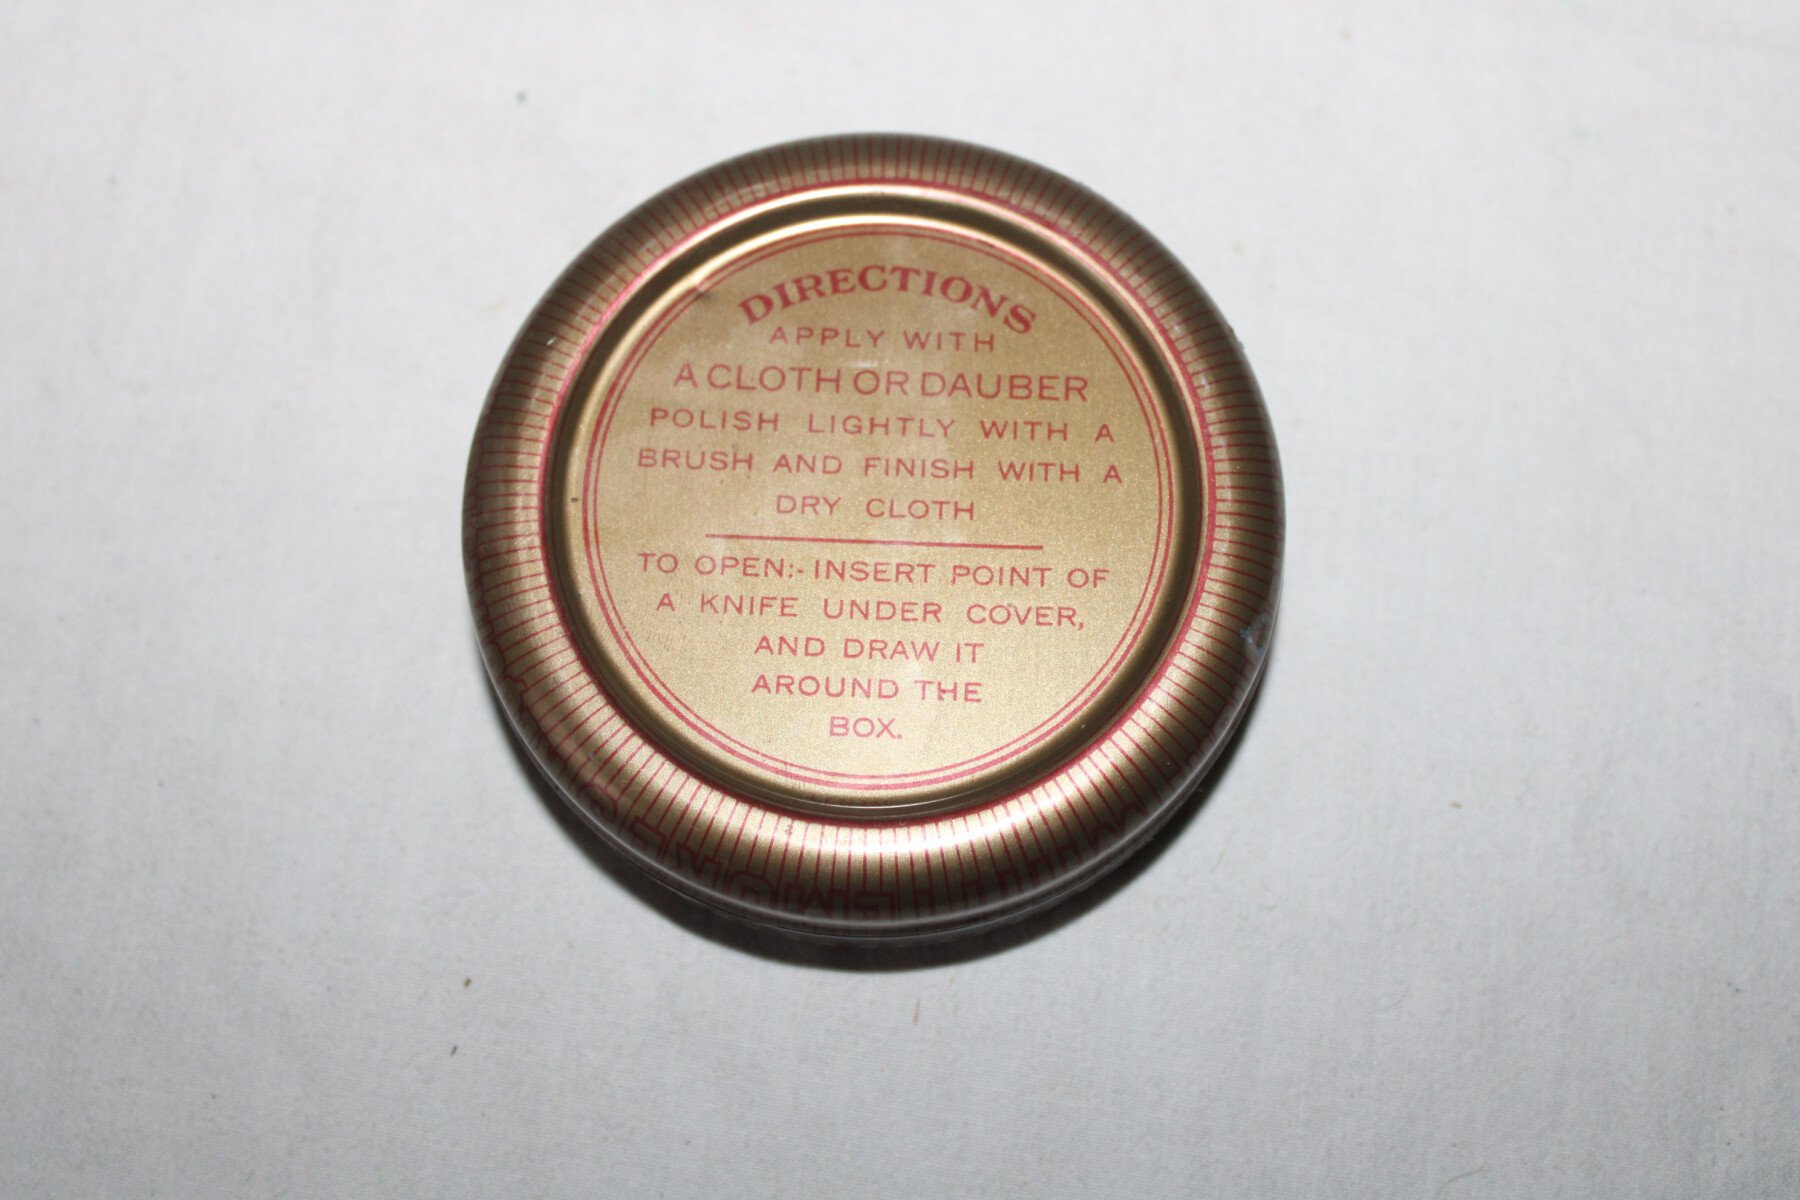 DIRECTIONS
APPLY WITH
A CLOTH OR DAUBER
POLISH LIGHTLY WITH A
BRUSH AND FINISH WITH A
DRY CLOTH
TO OPEN:- INSERT POINT OF
A KNIFE UNDER COVER,
AND DRAW IT
AROUND THE
BOX.